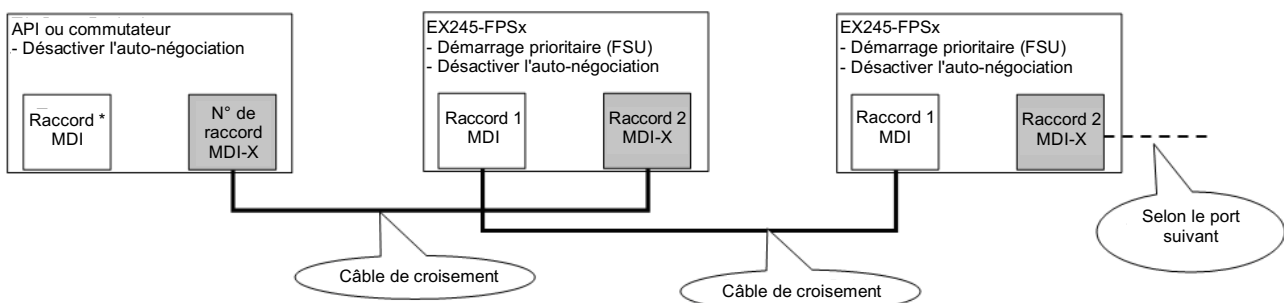 API ou commutateur
- Désactiver l'auto-négociation
Raccord *
MDI
N° de
raccord
MDI-X
EX245-FPSx
- Démarrage prioritaire (FSU)
- Désactiver l'auto-négociation
Raccord 1
MDI
Raccord 2
MDI-X
EX245-FPSx
- Démarrage prioritaire (FSU)
- Désactiver l'auto-négociation
Raccord 1
MDI
Raccord 2
MDI-X
Selon le port
suivant
Câble de croisement
Câble de croisement